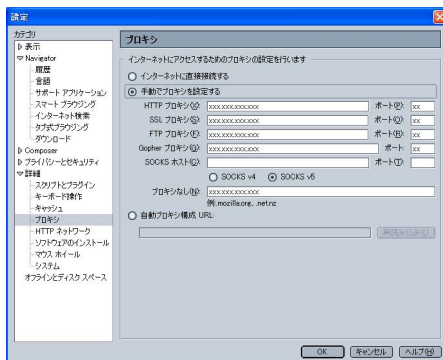 設定
カテゴリ
表示
Navigator
履歴
言語
サポート アプリケーション
スマート ブラウジング
インターネット検索
タブ式ブラウジング
ダウンロード
Composer
プライバシーとセキュリティ
詳細
スクリプトとプラグイン
キーボード操作
キャッシュ
プロキシ
HTTP ネットワーク
ソフトウェアのインストール
マウス ホイール
システム
オフラインとディスク スペース
プロキシ
インターネットにアクセスするためのプロキシの設定を行います
インターネットに直接接続する
手動でプロキシを設定する
HTTP プロキシ(X): xxx.xxx.xxx.xxx ポート(P): xx
SSL プロキシ(S): xxx.xxx.xxx.xxx ポート(O): xx
FTP プロキシ(F): xxx.xxx.xxx.xxx ポート(R): xx
Gopher プロキシ(G): xxx.xxx.xxx.xxx ポート: xx
SOCKS ホスト(C): ポート(T):
SOCKS v4 SOCKS v5
プロキシなし(N): xxx.xxx.xxx.xxx
例:.mozilla.org、.net.nz
自動プロキシ構成 URL:
再読み込み(L)
OK キャンセル ヘルプ(H)